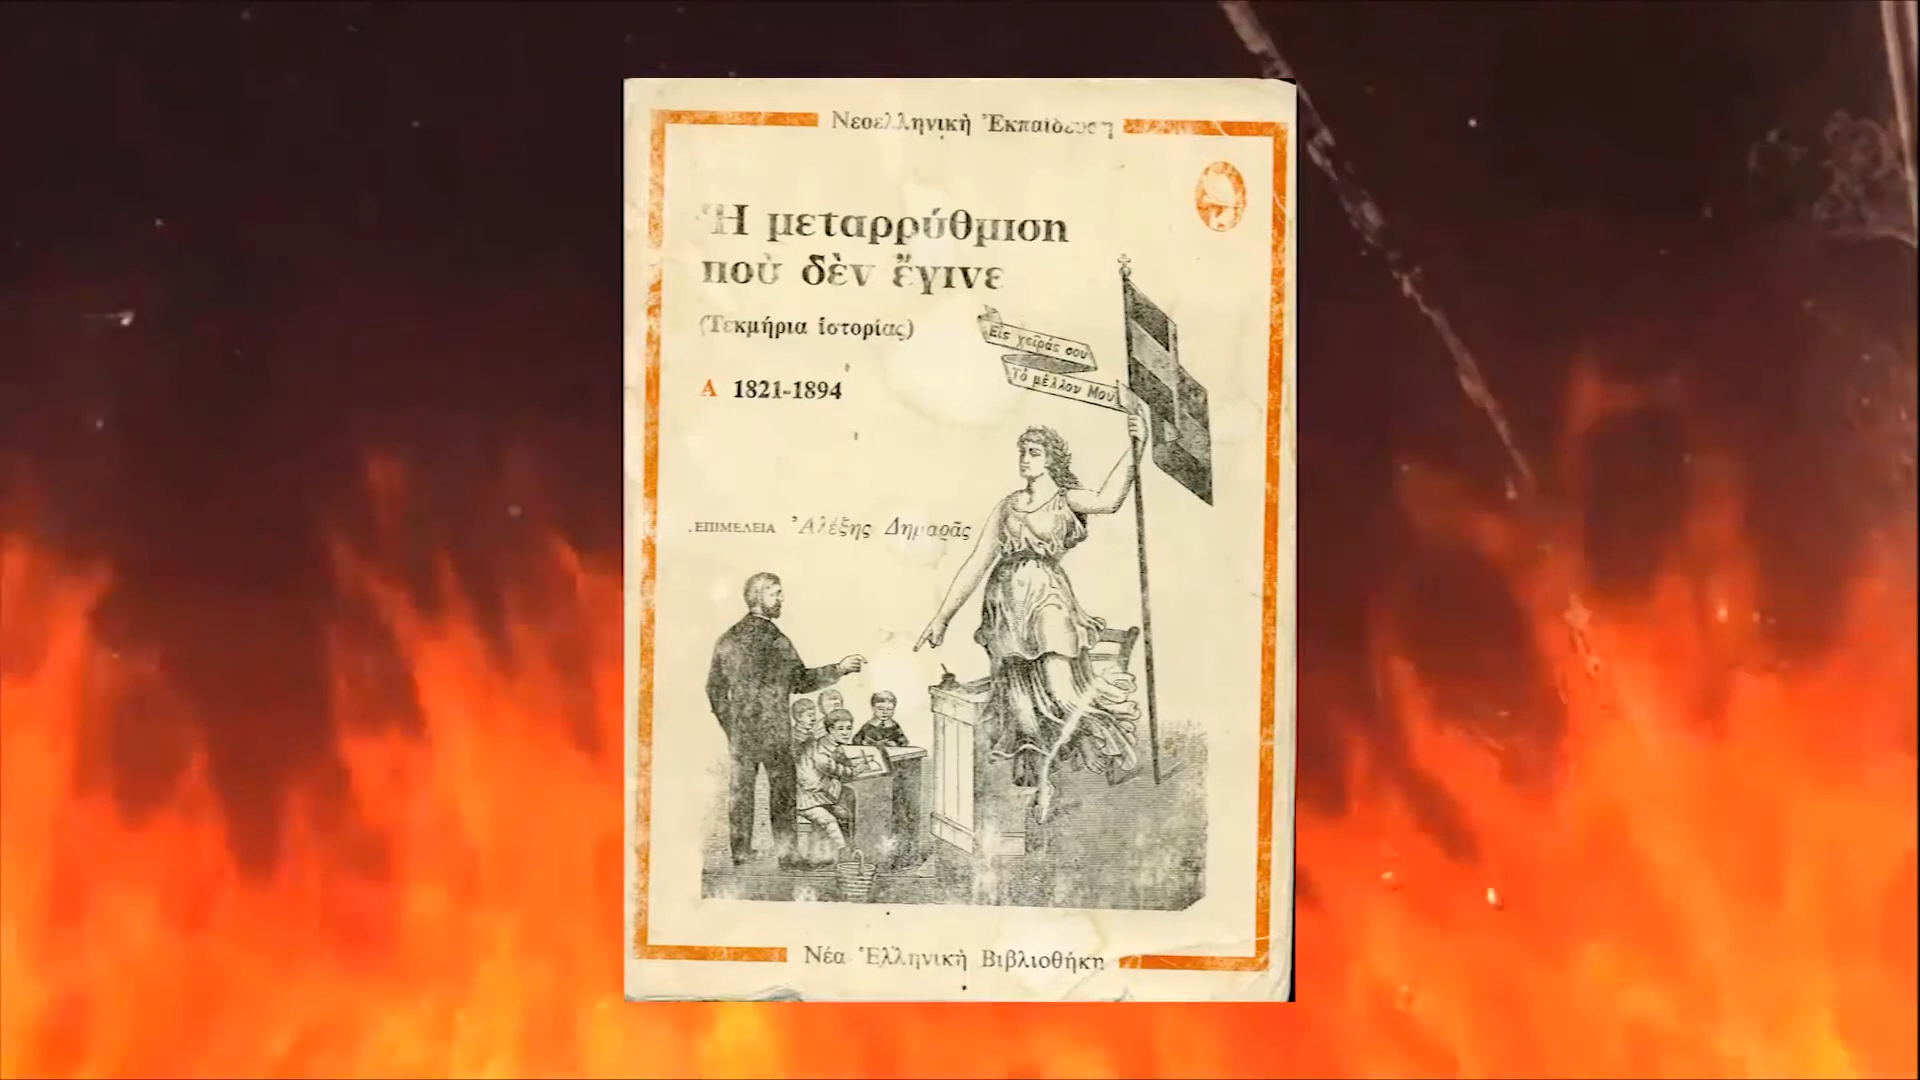 Νεοελληνικὴ Ἐκπαίδευση
Ἡ μεταρρύθμιση
ποὺ δὲν ἔγινε
(Τεκμήρια ἱστορίας)
Εἰς χεῖράς σου
Τὸ μέλλον Μου
Α 1821-1894
ΕΠΙΜΕΛΕΙΑ Ἀλέξης Δημαρᾶς
Νέα Ἑλληνικὴ Βιβλιοθήκη